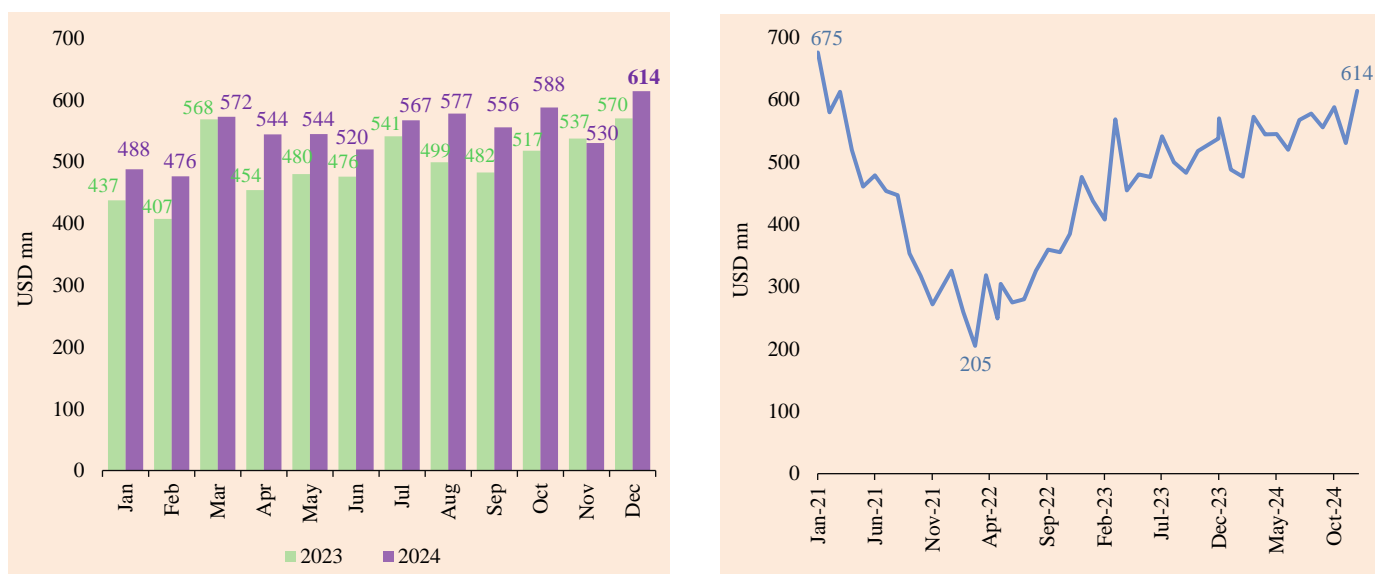 700
600
500
400
300
200
100
0
USD mn
437
488
407
476
568
572
454
544
480
544
476
520
541
567
499
577
482
556
517
588
537
530
570
614
Jan
Feb
Mar
Apr
May
Jun
Jul
Aug
Sep
Oct
Nov
Dec
2023
2024
700
600
500
400
300
200
100
0
USD mn
675
205
614
Jan-21
Jun-21
Nov-21
Apr-22
Sep-22
Feb-23
Jul-23
Dec-23
May-24
Oct-24